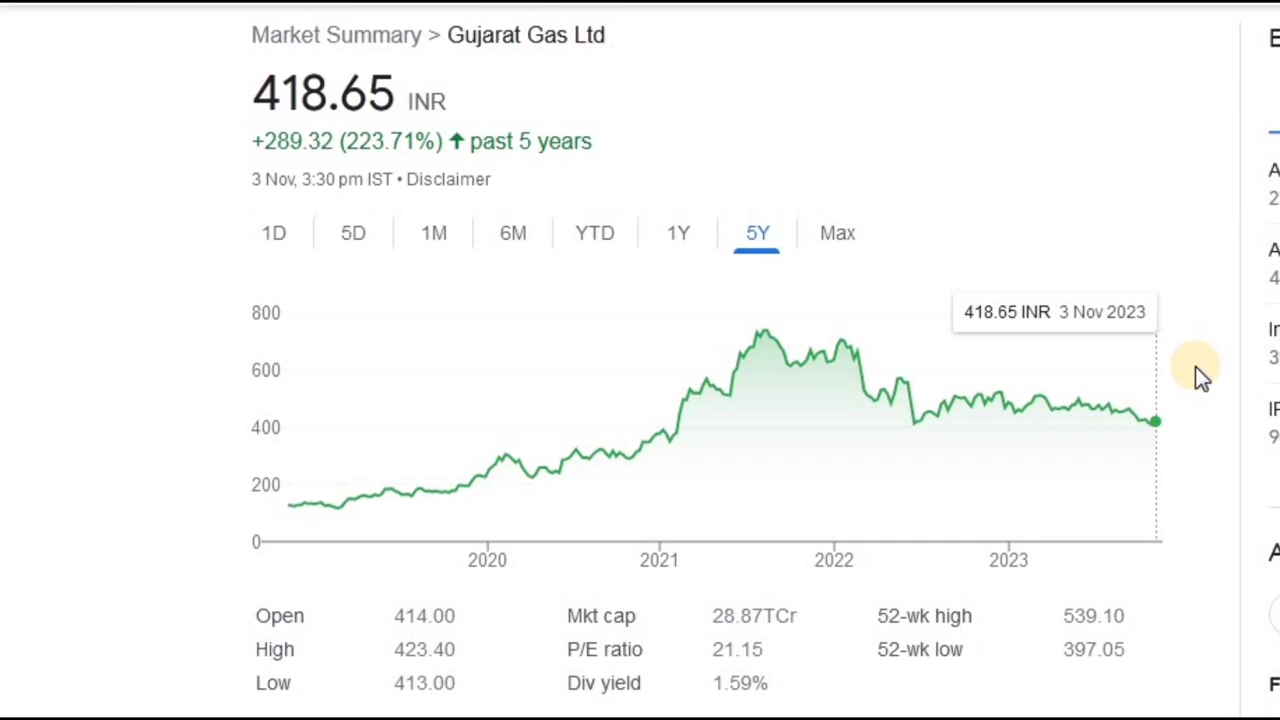 Market Summary > Gujarat Gas Ltd
418.65 INR
+289.32 (223.71%) ↑ past 5 years
3 Nov, 3:30 pm IST • Disclaimer
1D 5D 1M 6M YTD 1Y 5Y Max
418.65 INR 3 Nov 2023
800
600
400
200
0
2020 2021 2022 2023
Open 414.00 Mkt cap 28.87TCr 52-wk high 539.10
High 423.40 P/E ratio 21.15 52-wk low 397.05
Low 413.00 Div yield 1.59%